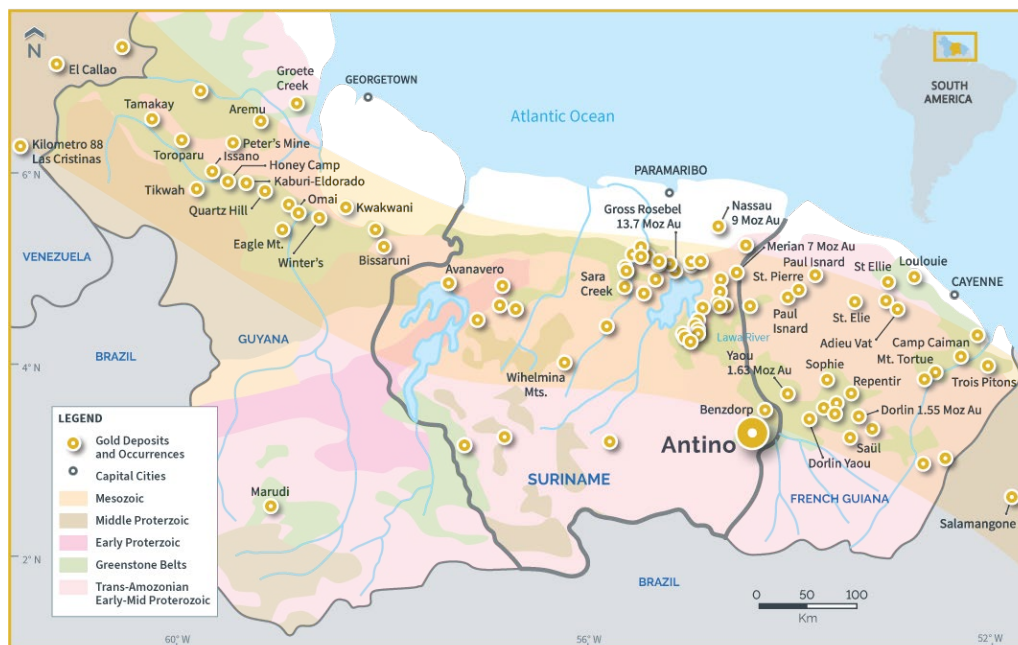 N
El Callao
Groete
Creek
GEORGETOWN
SOUTH
AMERICA
Tamakay
Aremu
Atlantic Ocean
Kilometro 88
Las Cristinas
Toroparu
Peter's Mine
Issano
Honey Camp
Kaburi-Eldorado
6° N
Tikwah
Quartz Hill
Omai
Kwakwani
Eagle Mt.
Winter's
Bissaruni
PARAMARIBO
Gross Rosebel
13.7 Moz Au
Nassau
9 Moz Au
Merian 7 Moz Au
Paul Isnard
St. Pierre
St Ellie
Loulouie
CAYENNE
VENEZUELA
Avanavero
Sara
Creek
Paul
Isnard
St. Elie
Adieu Vat
Camp Caiman
GUYANA
BRAZIL
Lawa River
Mt. Tortue
Trois Pitons
4° N
Wihelmina
Mts.
Yaou
1.63 Moz Au
Sophie
Repentir
Benzdorp
Dorlin 1.55 Moz Au
Antino
Saül
Dorlin Yaou
SURINAME
FRENCH GUIANA
Salamangone
Marudi
LEGEND
Gold Deposits
and Occurrences
Capital Cities
Mesozoic
Middle Proterzoic
Early Proterzoic
Greenstone Belts
Trans-Amozonian
Early-Mid Proterozoic
2° N
BRAZIL
0 50 100
Km
60° W
56° W
52° W